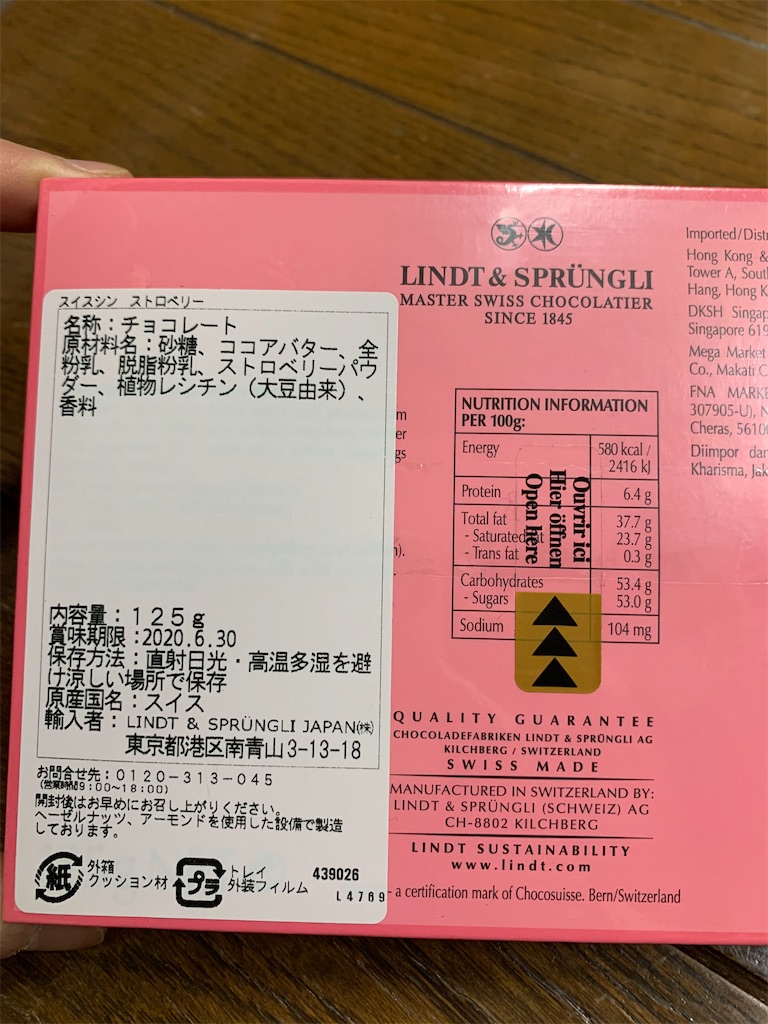 スイスシン ストロベリー
名称：チョコレート
原材料名：砂糖、ココアバター、全
粉乳、脱脂粉乳、ストロベリーパウ
ダー、植物レシチン（大豆由来）、
香料
内容量：１２５ｇ
賞味期限：2020.6.30
保存方法：直射日光・高温多湿を避
け涼しい場所で保存
原産国名：スイス
輸入者：LINDT & SPRÜNGLI JAPAN㈱
東京都港区南青山3-13-18
お問合せ先：０１２０－３１３－０４５
(営業時間9:00～18:00)
開封後はお早めにお召し上がりください。
ヘーゼルナッツ、アーモンドを使用した設備で製造
しております。
紙
外箱
クッション材
プラ
トレイ
外装フィルム
439026
L4769
LINDT & SPRÜNGLI
MASTER SWISS CHOCOLATIER
SINCE 1845
NUTRITION INFORMATION
PER 100g:
Energy 580 kcal /
2416 kJ
Protein 6.4 g
Total fat 37.7 g
- Saturated fat 23.7 g
- Trans fat 0.3 g
Carbohydrates 53.4 g
- Sugars 53.0 g
Sodium 104 mg
Ouvrir ici
Hier öffnen
Open here
QUALITY GUARANTEE
CHOCOLADEFABRIKEN LINDT & SPRÜNGLI AG
KILCHBERG / SWITZERLAND
SWISS MADE
MANUFACTURED IN SWITZERLAND BY:
LINDT & SPRÜNGLI (SCHWEIZ) AG
CH-8802 KILCHBERG
LINDT SUSTAINABILITY
www.lindt.com
- a certification mark of Chocosuisse. Bern/Switzerland
Imported/Dist
Hong Kong &
Tower A, Sout
Hang, Hong K
DKSH Singap
Singapore 619
Mega Market
Co., Makati C
FNA MARKE
307905-U), N
Cheras, 5610
Diimpor dar
Kharisma, Jak